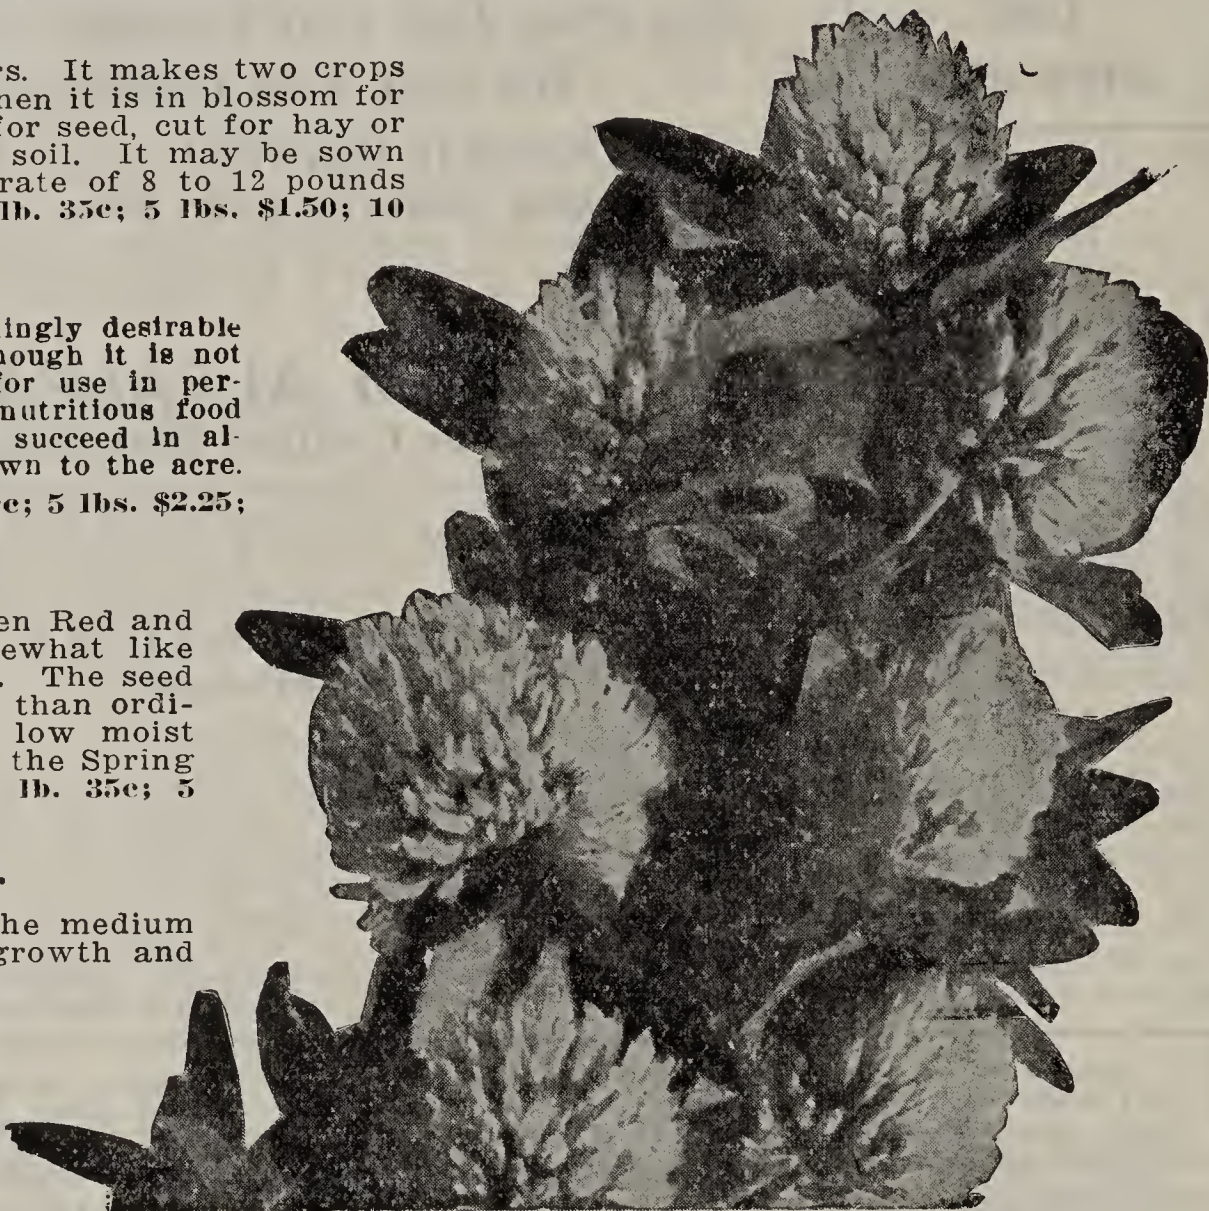 rs. It makes two crops
hen it is in blossom for
for seed, cut for hay or
soil. It may be sown
rate of 8 to 12 pounds
lb. 35c; 5 lbs. $1.50; 10
ingly desirable
hough it is not
for use in per-
nutritious food
succeed in al-
wn to the acre.
c; 5 lbs. $2.25;
en Red and
ewhat like
. The seed
than ordi-
low moist
the Spring
lb. 35c; 5
.
he medium
growth and